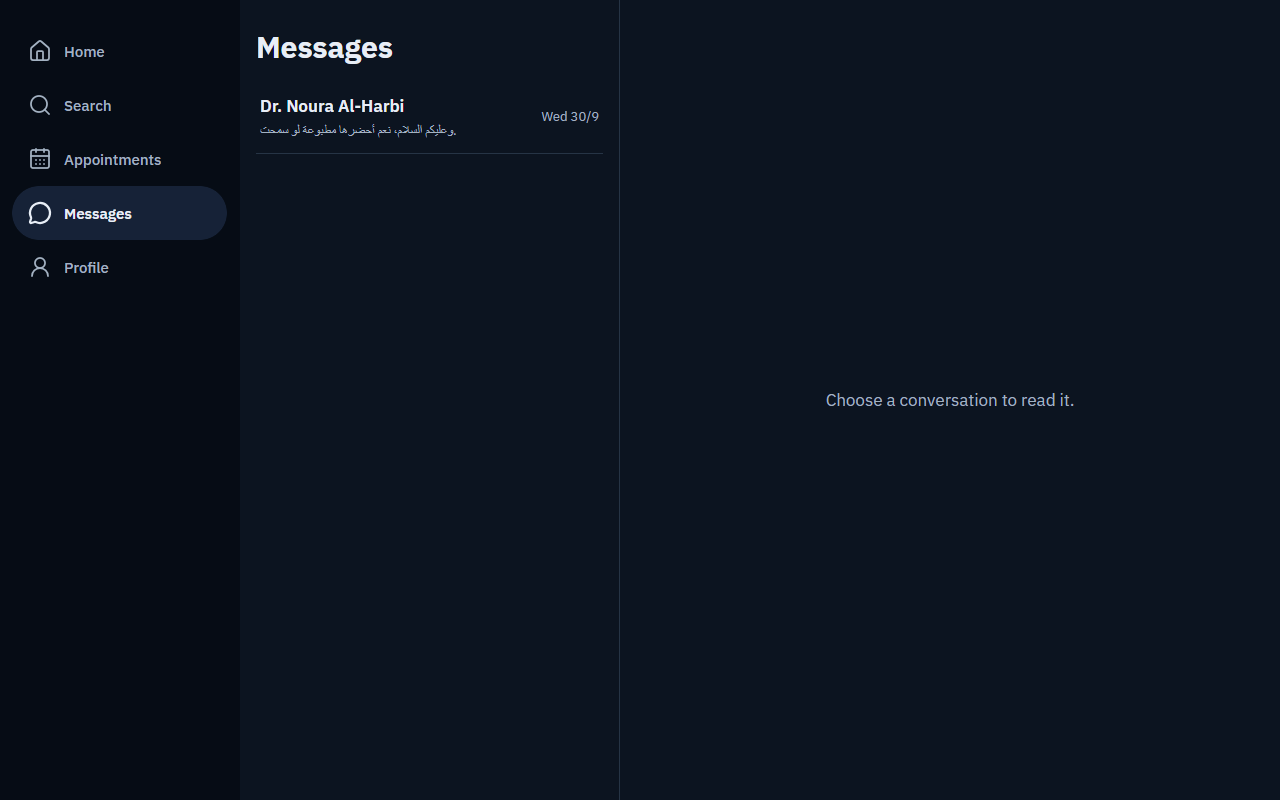 Home
Search
Appointments
Messages
Profile
Messages
Dr. Noura Al-Harbi
وعليكم السلام، نعم أحضرها مطبوعة لو سمحت.
Wed 30/9
Choose a conversation to read it.